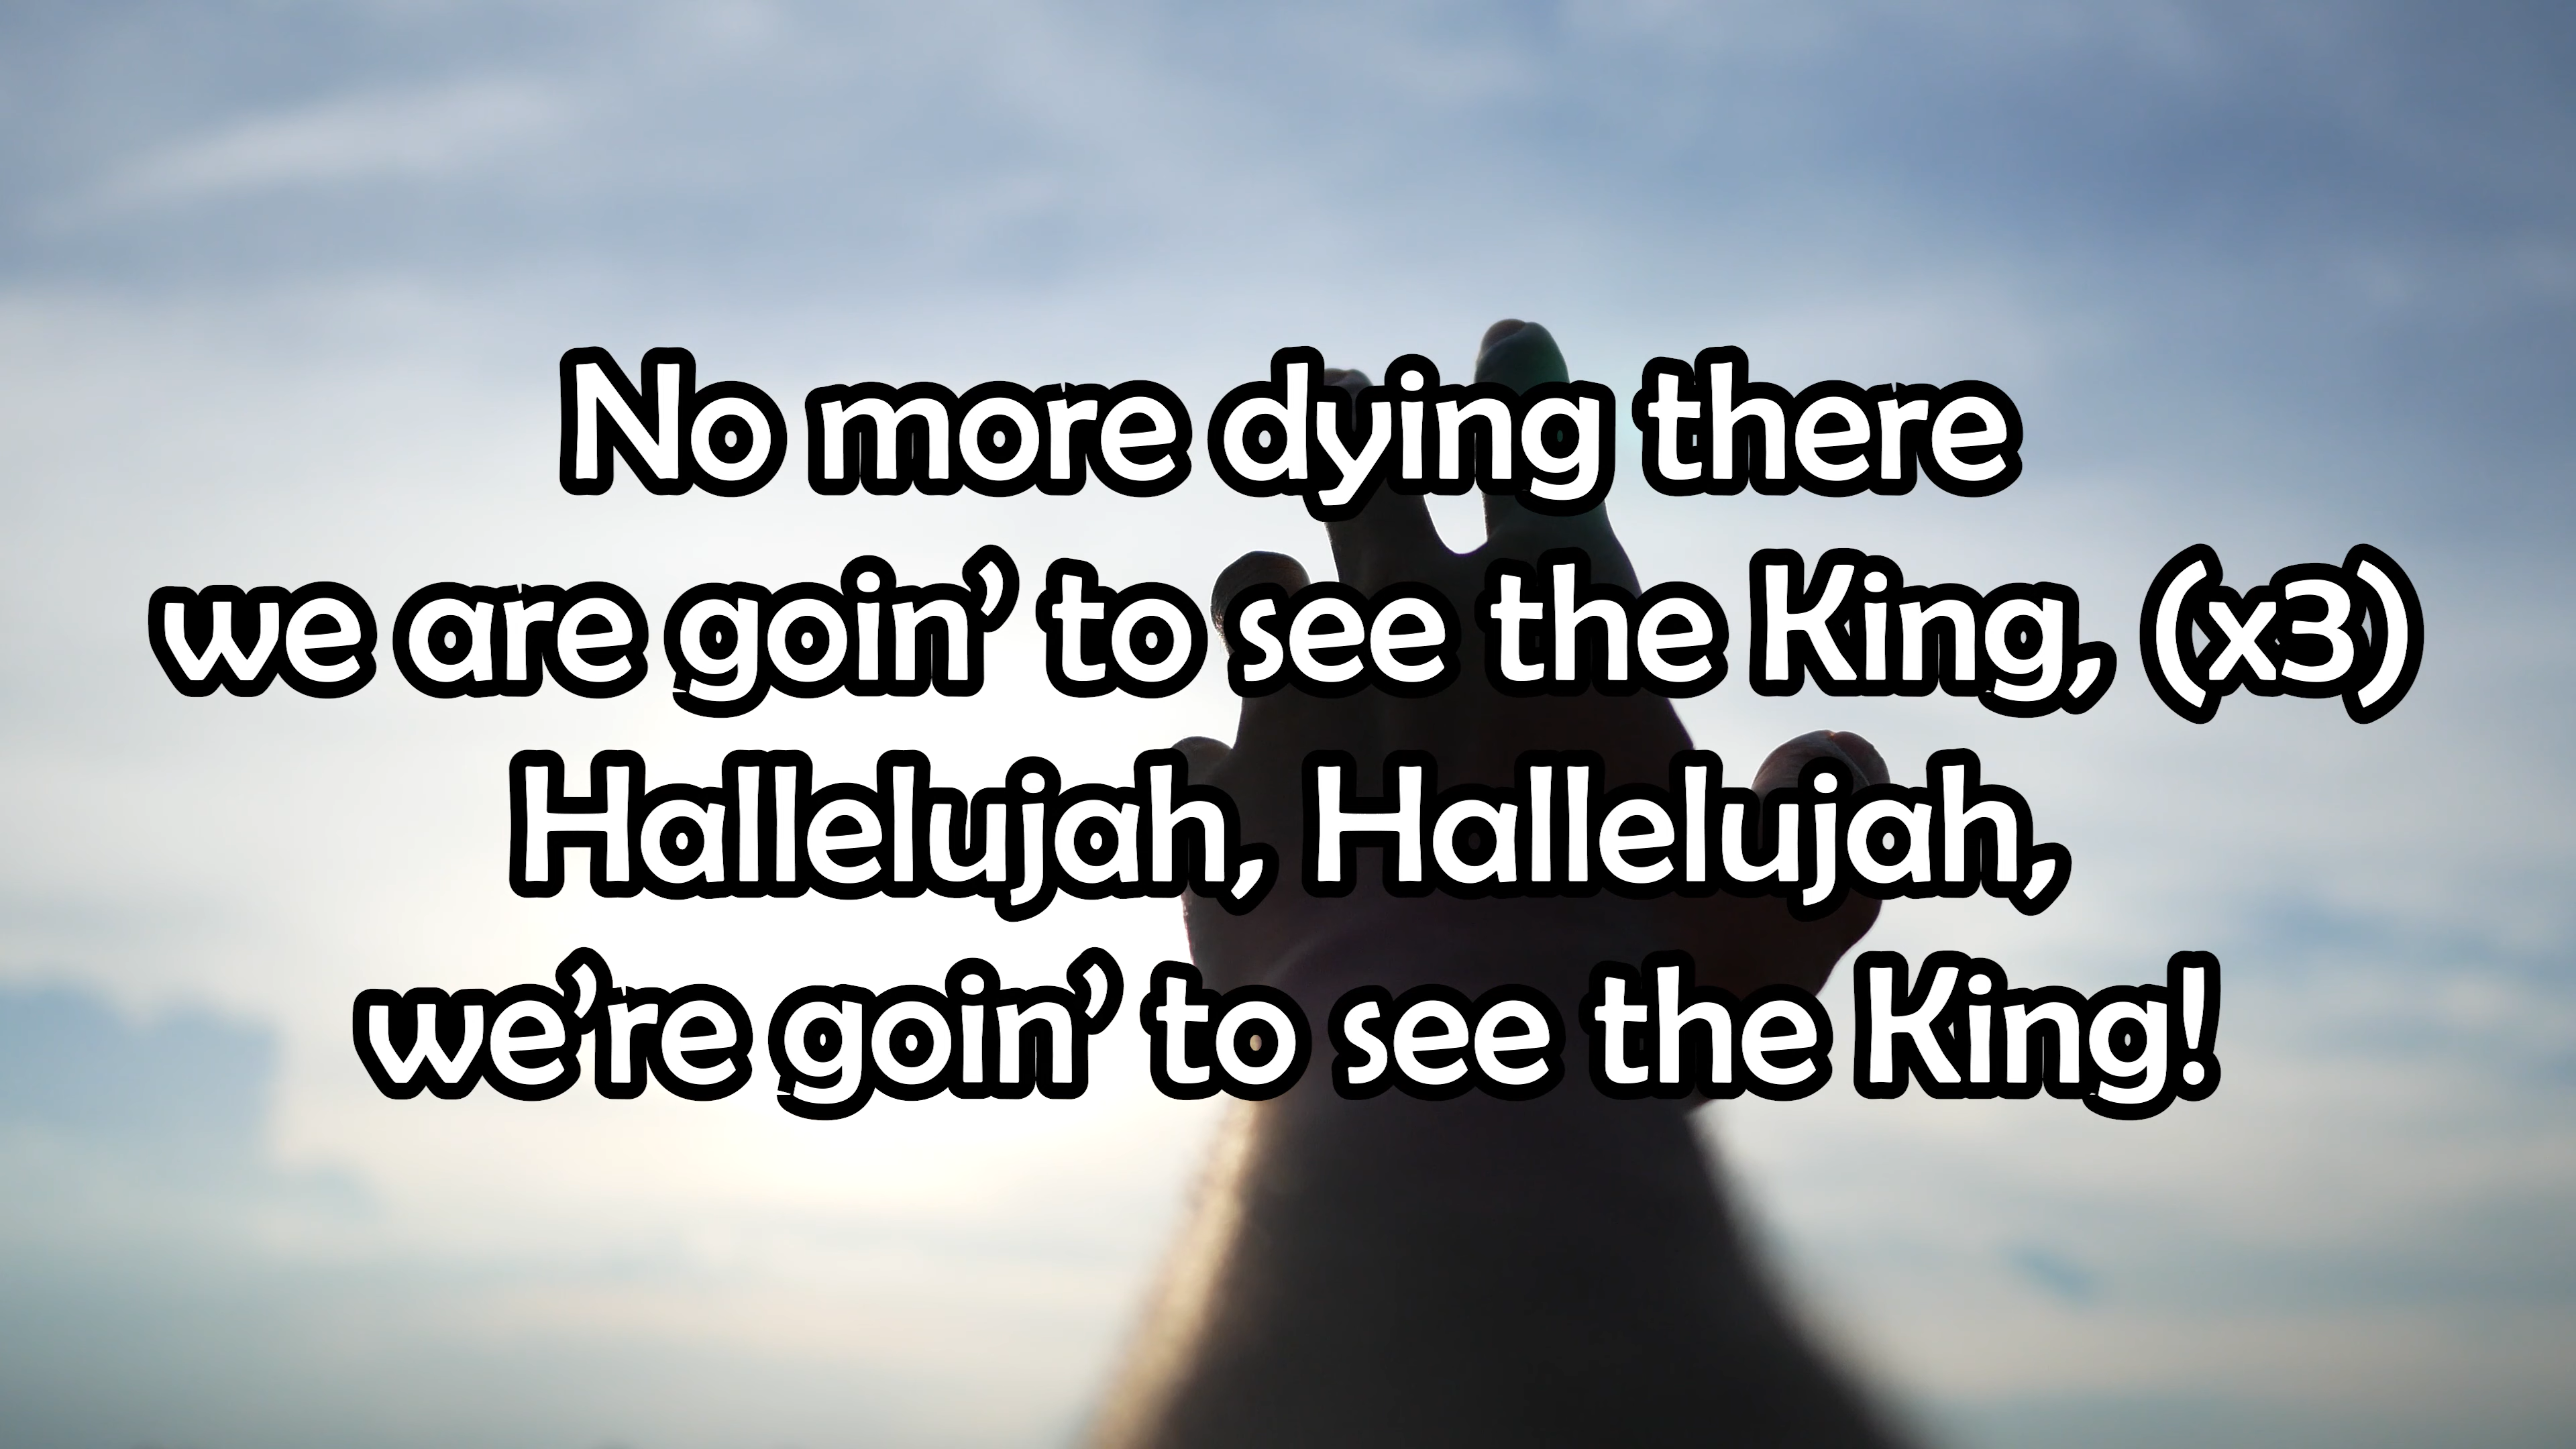 No more dying there
we are goin’ to see the King, (x3)
Hallelujah, Hallelujah,
we’re goin’ to see the King!